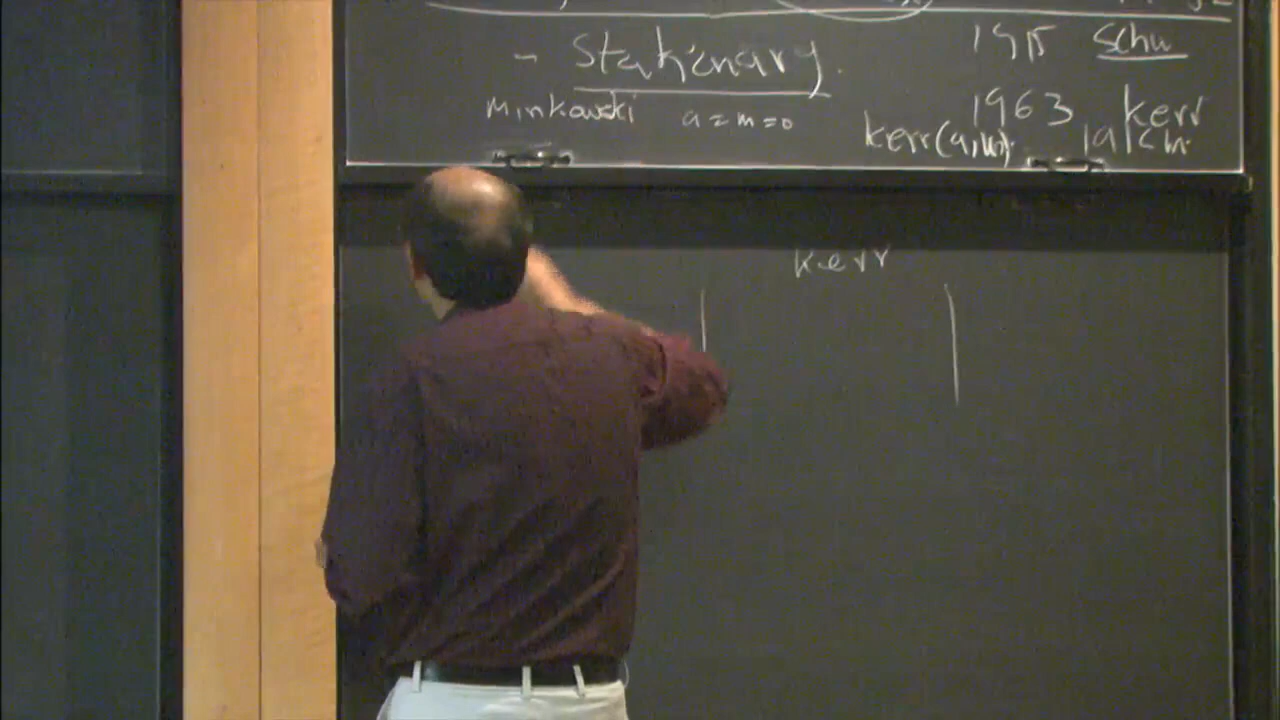 - Stationary.
1915 Schw
Minkowski a=m=0
1963 Kerr
Kerr(a,m)
Kerr